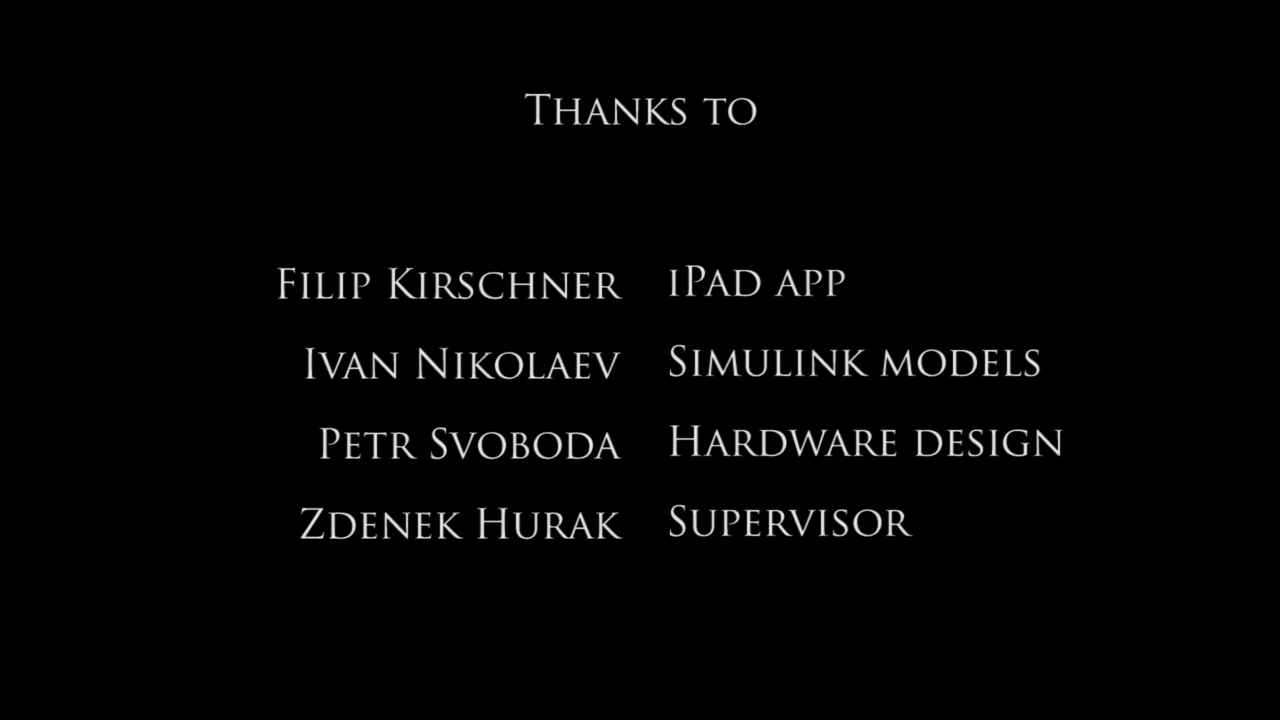 Thanks to
Filip Kirschner iPad app
Ivan Nikolaev Simulink models
Petr Svoboda Hardware design
Zdenek Hurak Supervisor